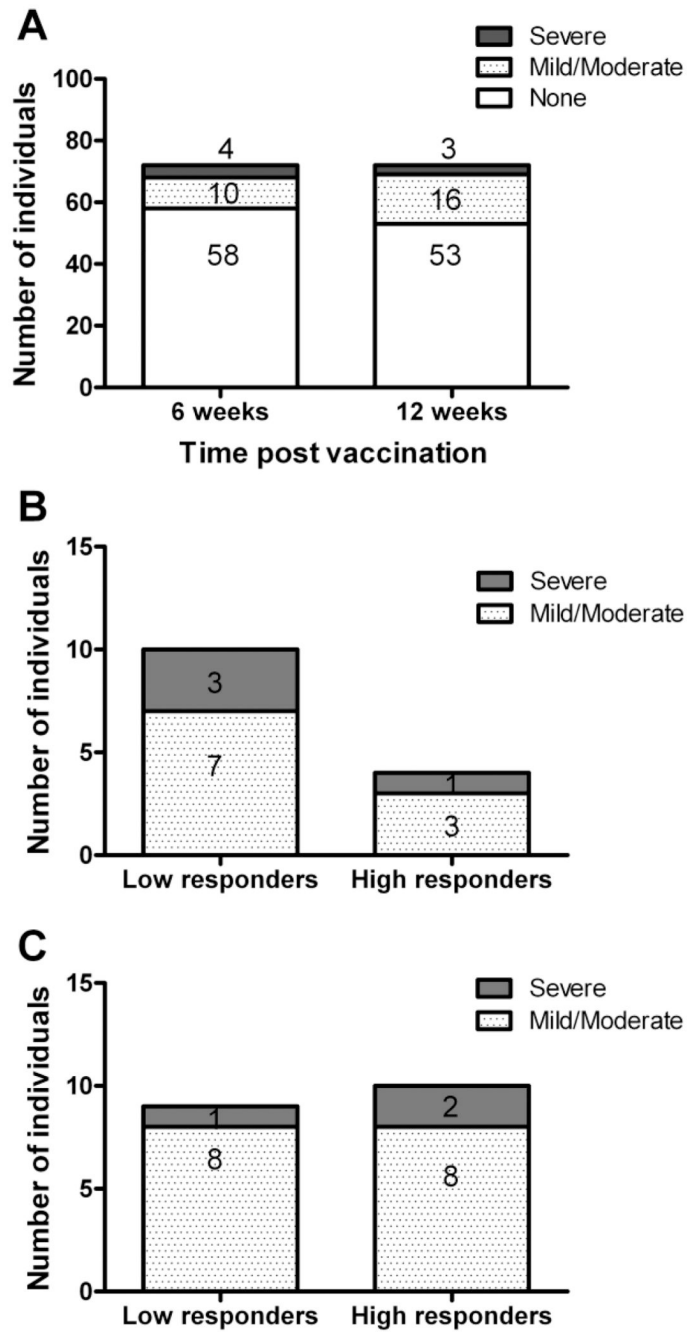 A
Severe
Mild/Moderate
None
Number of individuals
100
80
60
40
20
0
4
10
58
3
16
53
6 weeks
12 weeks
Time post vaccination
B
Severe
Mild/Moderate
Number of individuals
15
10
5
0
3
7
1
3
Low responders
High responders
C
Severe
Mild/Moderate
Number of individuals
15
10
5
0
1
8
2
8
Low responders
High responders